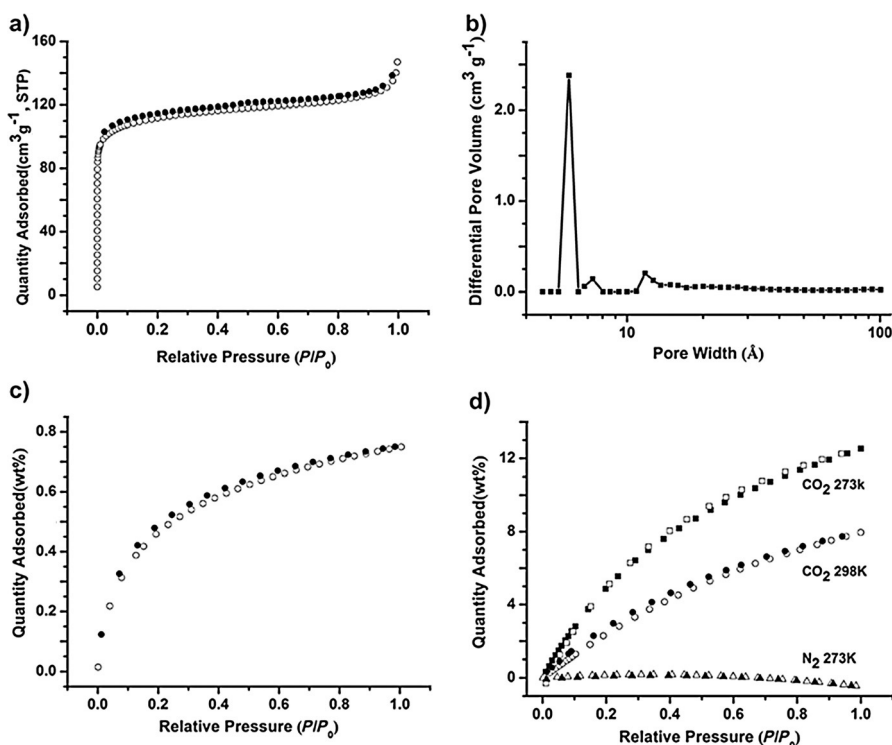 a)
160
120
80
40
0
Quantity Adsorbed(cm³g⁻¹, STP)
0.0 0.2 0.4 0.6 0.8 1.0
Relative Pressure (P/P₀)
b)
2.0
1.0
0.0
Differential Pore Volume (cm³ g⁻¹)
10 100
Pore Width (Å)
c)
0.8
0.6
0.4
0.2
0.0
Quantity Adsorbed(wt%)
0.0 0.2 0.4 0.6 0.8 1.0
Relative Pressure (P/P₀)
d)
12
8
4
0
Quantity Adsorbed(wt%)
CO₂ 273k
CO₂ 298K
N₂ 273K
0.0 0.2 0.4 0.6 0.8 1.0
Relative Pressure (P/P₀)